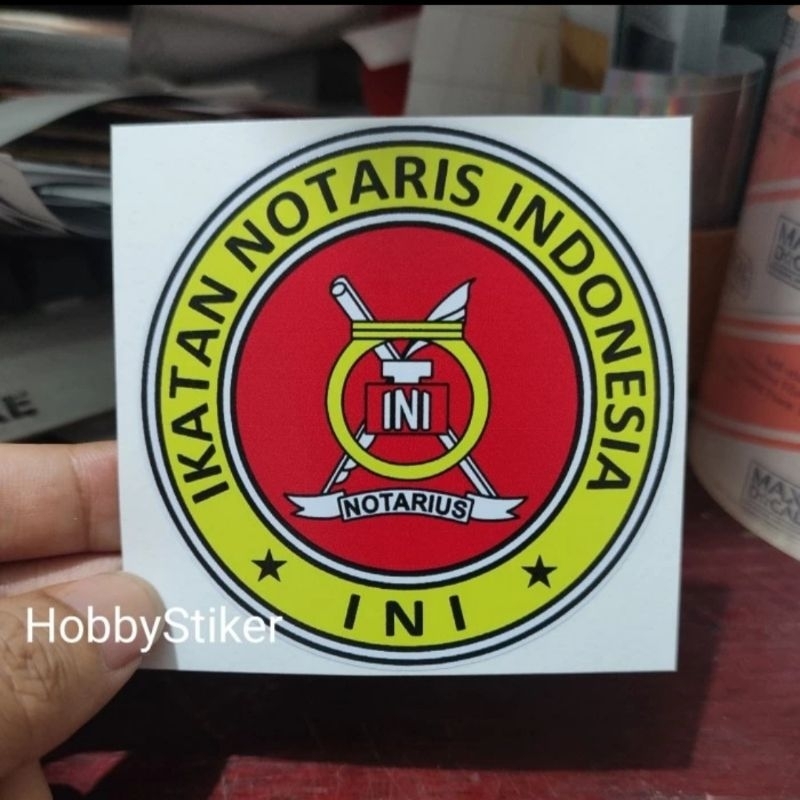 IKATAN NOTARIS INDONESIA
INI
NOTARIUS
INI
HobbyStiker